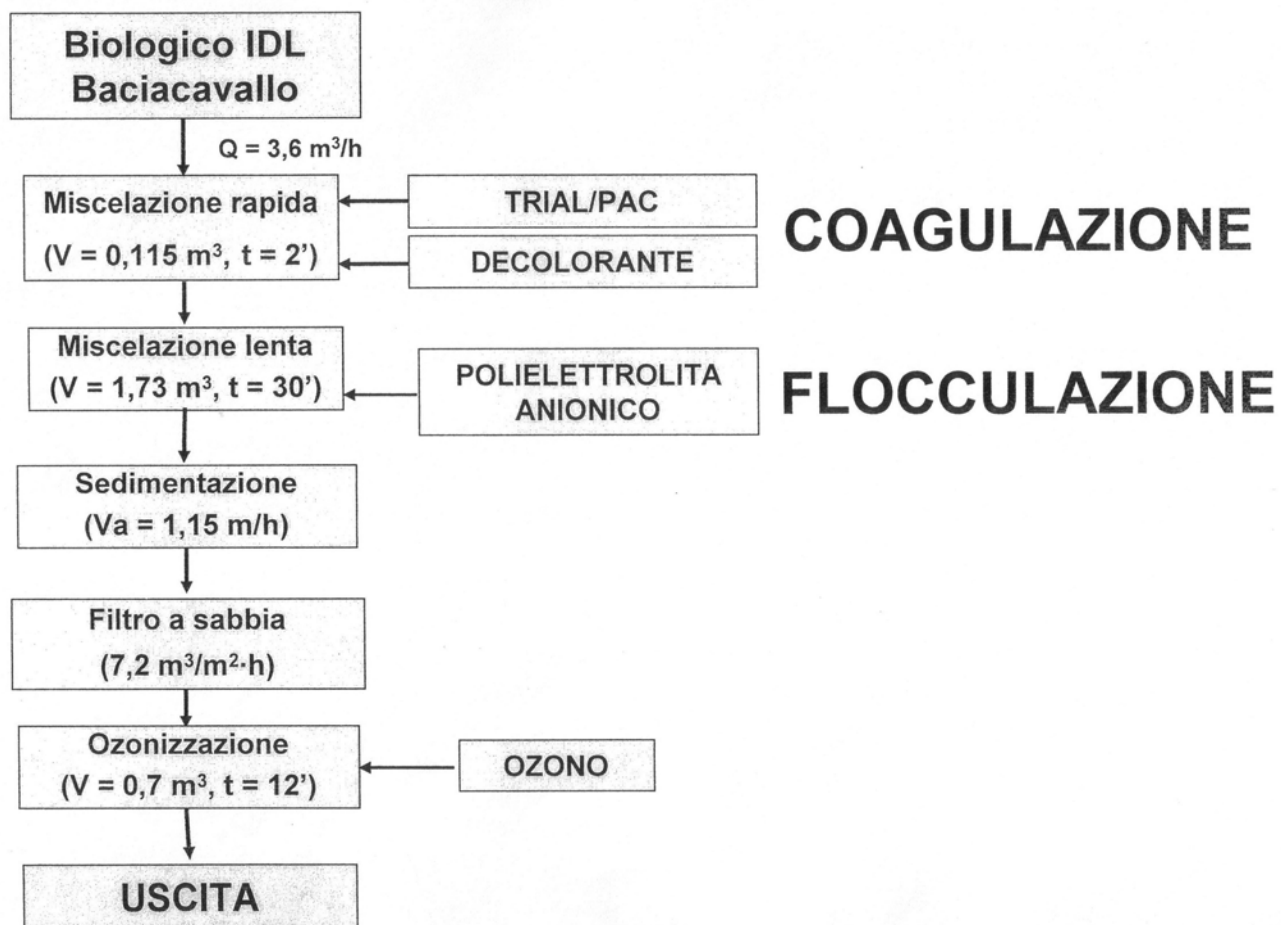 Biologico IDL
Baciacavallo
Q = 3,6 m³/h
Miscelazione rapida
(V = 0,115 m³, t = 2’)
TRIAL/PAC
DECOLORANTE
COAGULAZIONE
Miscelazione lenta
(V = 1,73 m³, t = 30’)
POLIELETTROLITA
ANIONICO
FLOCCULAZIONE
Sedimentazione
(Va = 1,15 m/h)
Filtro a sabbia
(7,2 m³/m²·h)
Ozonizzazione
(V = 0,7 m³, t = 12’)
OZONO
USCITA